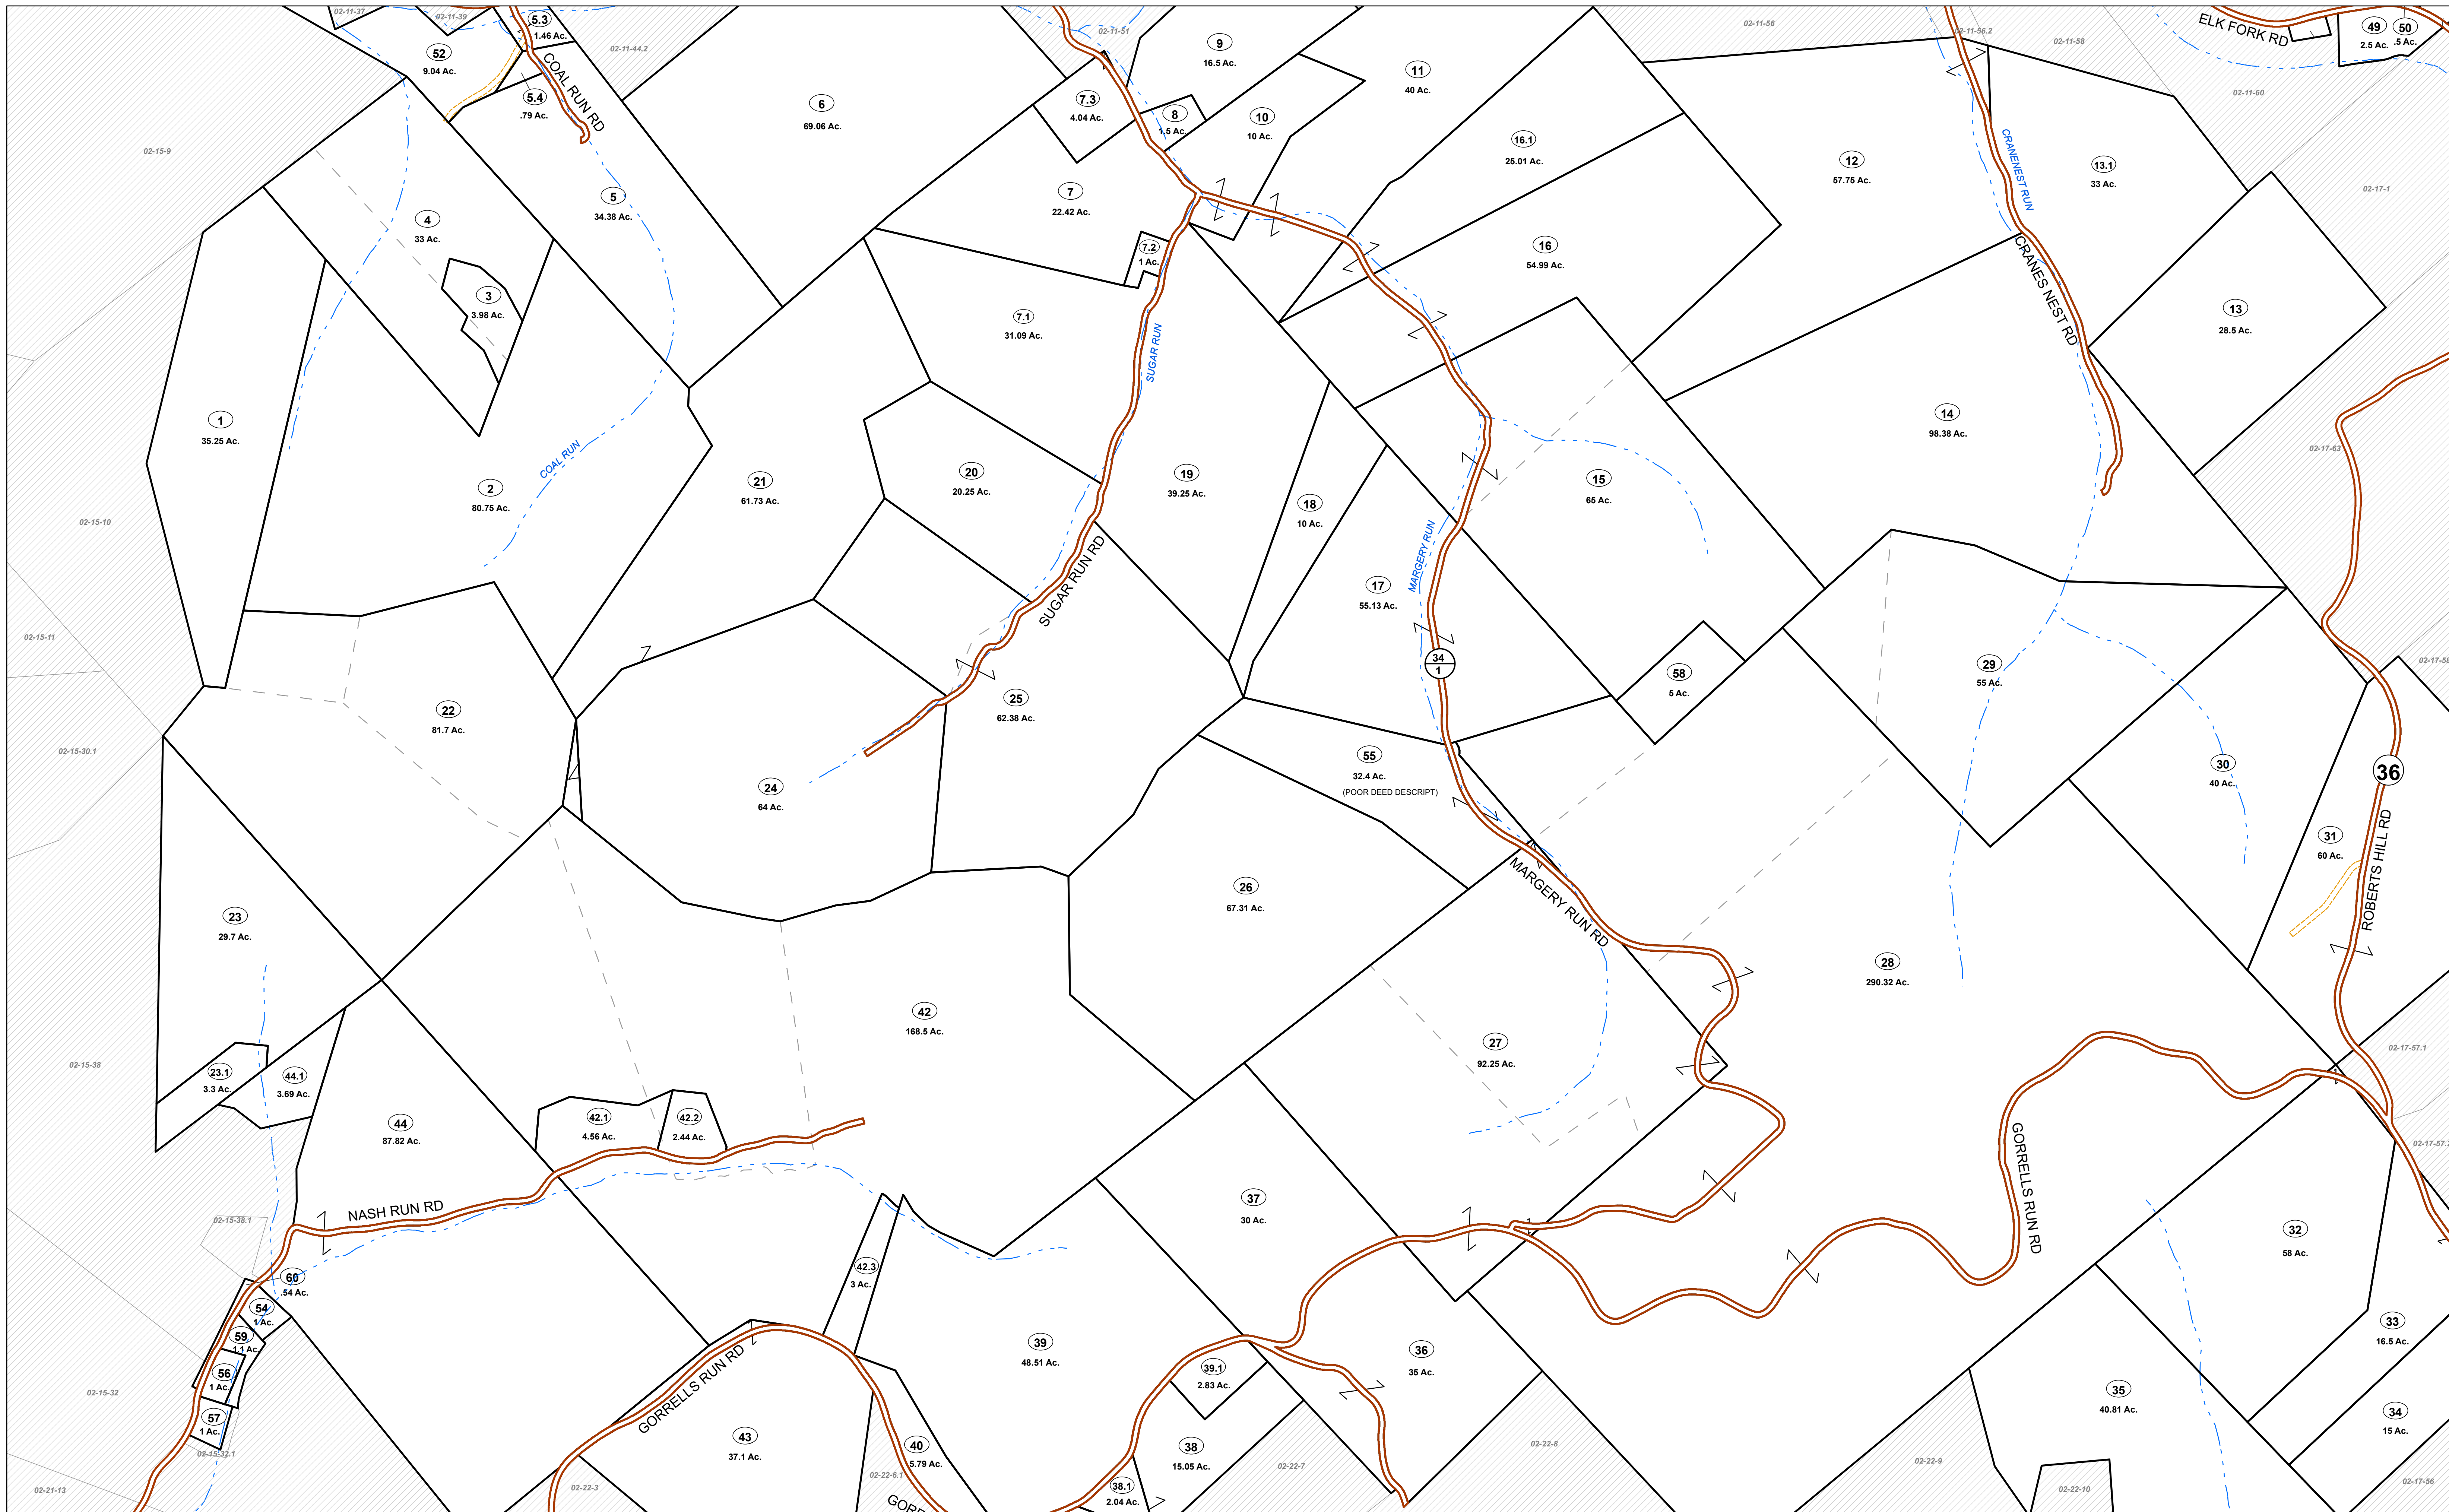 02-11-37
02-11-39
5.3
1.46 Ac.
02-11-44.2
52
9.04 Ac.
COAL RUN RD
5.4
.79 Ac.
02-11-51
9
16.5 Ac.
11
40 Ac.
02-11-56
02-11-56.2
02-11-58
ELK FORK RD
49
2.5 Ac.
50
.5 Ac.
02-11-60
6
69.06 Ac.
7.3
4.04 Ac.
8
1.5 Ac.
10
10 Ac.
16.1
25.01 Ac.
12
57.75 Ac.
CRANENEST RUN
13.1
33 Ac.
02-17-1
02-15-9
5
34.38 Ac.
4
33 Ac.
7
22.42 Ac.
7.2
1 Ac.
16
54.99 Ac.
CRANES NEST RD
3
3.98 Ac.
7.1
31.09 Ac.
SUGAR RUN
13
28.5 Ac.
1
35.25 Ac.
COAL RUN
2
80.75 Ac.
21
61.73 Ac.
20
20.25 Ac.
19
39.25 Ac.
18
10 Ac.
15
65 Ac.
14
98.38 Ac.
02-17-63
02-15-10
MARGERY RUN
SUGAR RUN RD
17
55.13 Ac.
02-15-11
34
1
58
5 Ac.
29
55 Ac.
02-17-58
22
81.7 Ac.
25
62.38 Ac.
02-15-30.1
24
64 Ac.
55
32.4 Ac.
(POOR DEED DESCRIPT)
30
40 Ac.
36
31
60 Ac.
ROBERTS HILL RD
23
29.7 Ac.
26
67.31 Ac.
MARGERY RUN RD
28
290.32 Ac.
42
168.5 Ac.
27
92.25 Ac.
02-15-38
23.1
3.3 Ac.
44.1
3.69 Ac.
02-17-57.1
44
87.82 Ac.
42.1
4.56 Ac.
42.2
2.44 Ac.
GORRELLS RUN RD
NASH RUN RD
02-15-38.1
37
30 Ac.
32
58 Ac.
60
.54 Ac.
42.3
3 Ac.
54
1 Ac.
59
1.1 Ac.
56
1 Ac.
57
1 Ac.
02-15-32
02-15-32.1
GORRELLS RUN RD
39
48.51 Ac.
39.1
2.83 Ac.
36
35 Ac.
33
16.5 Ac.
35
40.81 Ac.
34
15 Ac.
43
37.1 Ac.
40
5.79 Ac.
38
15.05 Ac.
38.1
2.04 Ac.
02-22-8
02-22-7
02-22-9
02-22-10
02-17-56
02-21-13
02-22-3
02-22-6.1